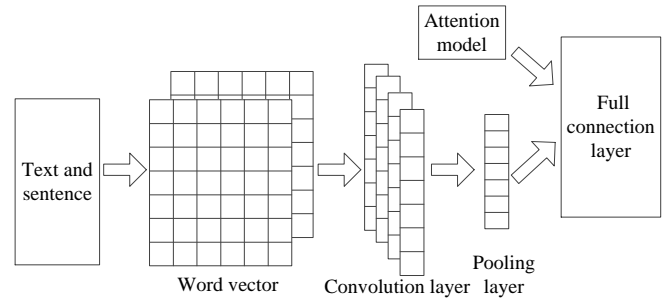 Attention
model
Text and
sentence
Full
connection
layer
Word vector
Convolution layer
Pooling
layer